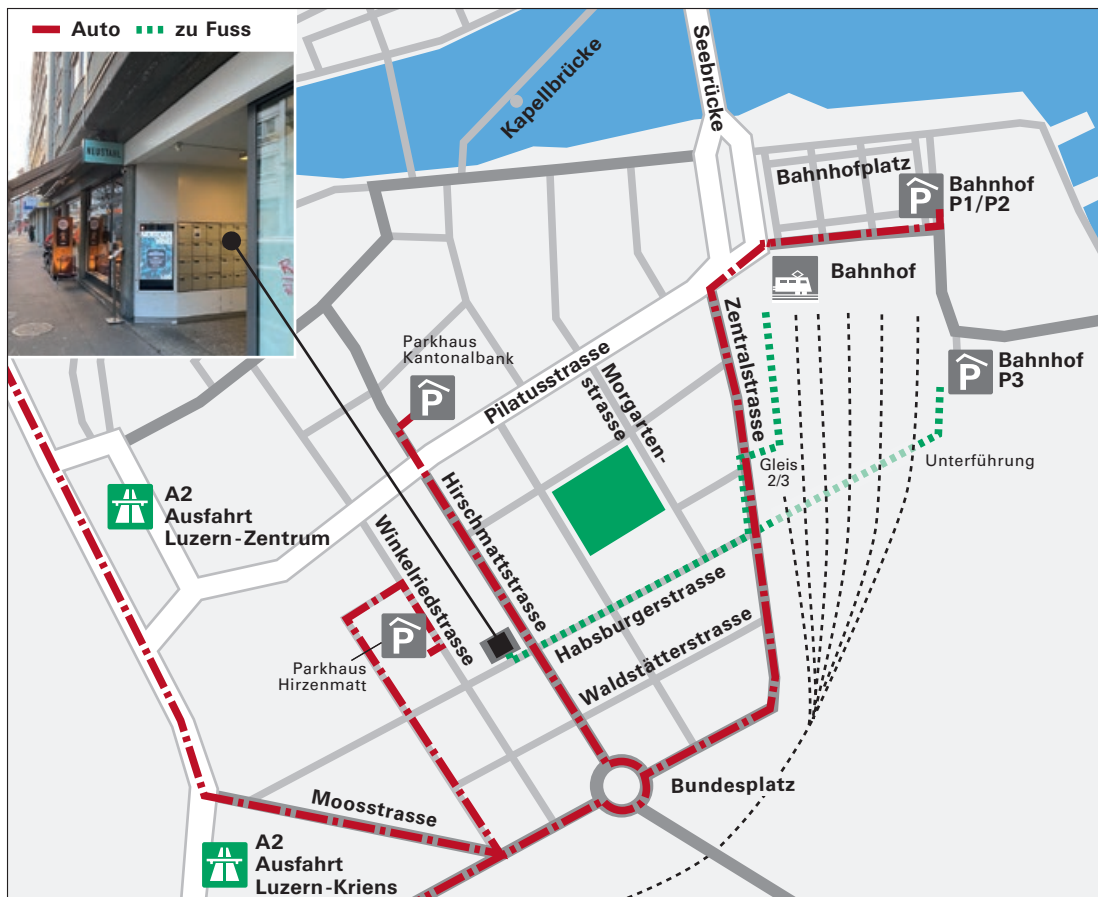 Auto zu Fuss
NEUSTAHL
Kapellbrücke
Seebrücke
Bahnhofplatz
Bahnhof
P1/P2
P
Bahnhof
Bahnhof
P3
P
Zentralstrasse
Parkhaus
Kantonalbank
P
Pilatusstrasse
Morgarten-
strasse
Gleis
2/3
Unterführung
A2
Ausfahrt
Luzern-Zentrum
Hirschmattstrasse
Winkelriedstrasse
P
Parkhaus
Hirzenmatt
Habsburgerstrasse
Waldstätterstrasse
Bundesplatz
Moosstrasse
A2
Ausfahrt
Luzern-Kriens